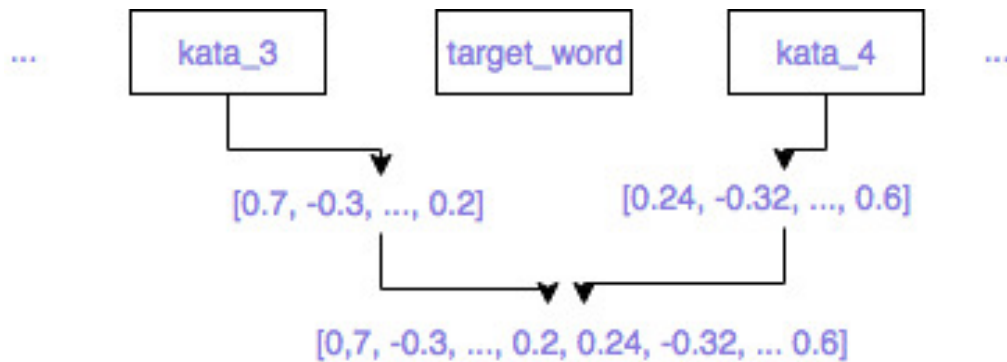 ... kata_3 target_word kata_4 ...
[0.7, -0.3, ..., 0.2] [0.24, -0.32, ..., 0.6]
[0,7, -0.3, ..., 0.2, 0.24, -0.32, ... 0.6]